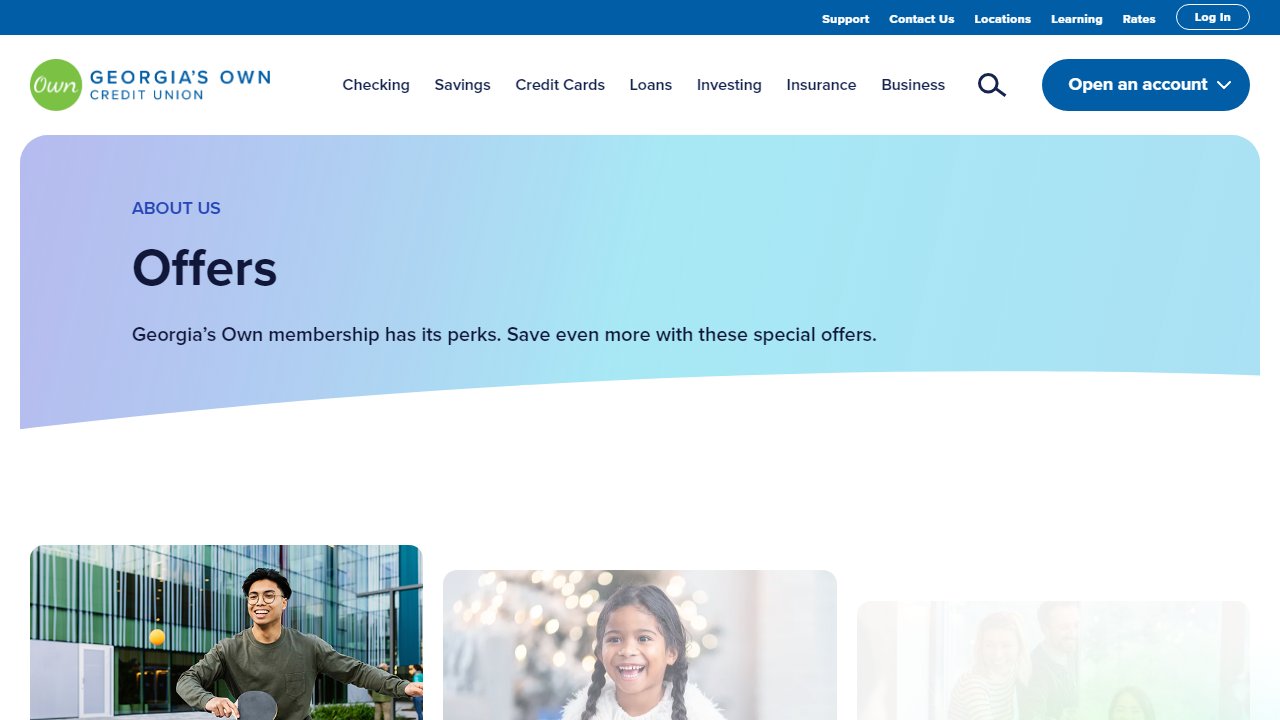 Support Contact Us Locations Learning Rates Log In
Own GEORGIA'S OWN
CREDIT UNION
Checking Savings Credit Cards Loans Investing Insurance Business Open an account
ABOUT US
Offers
Georgia’s Own membership has its perks. Save even more with these special offers.